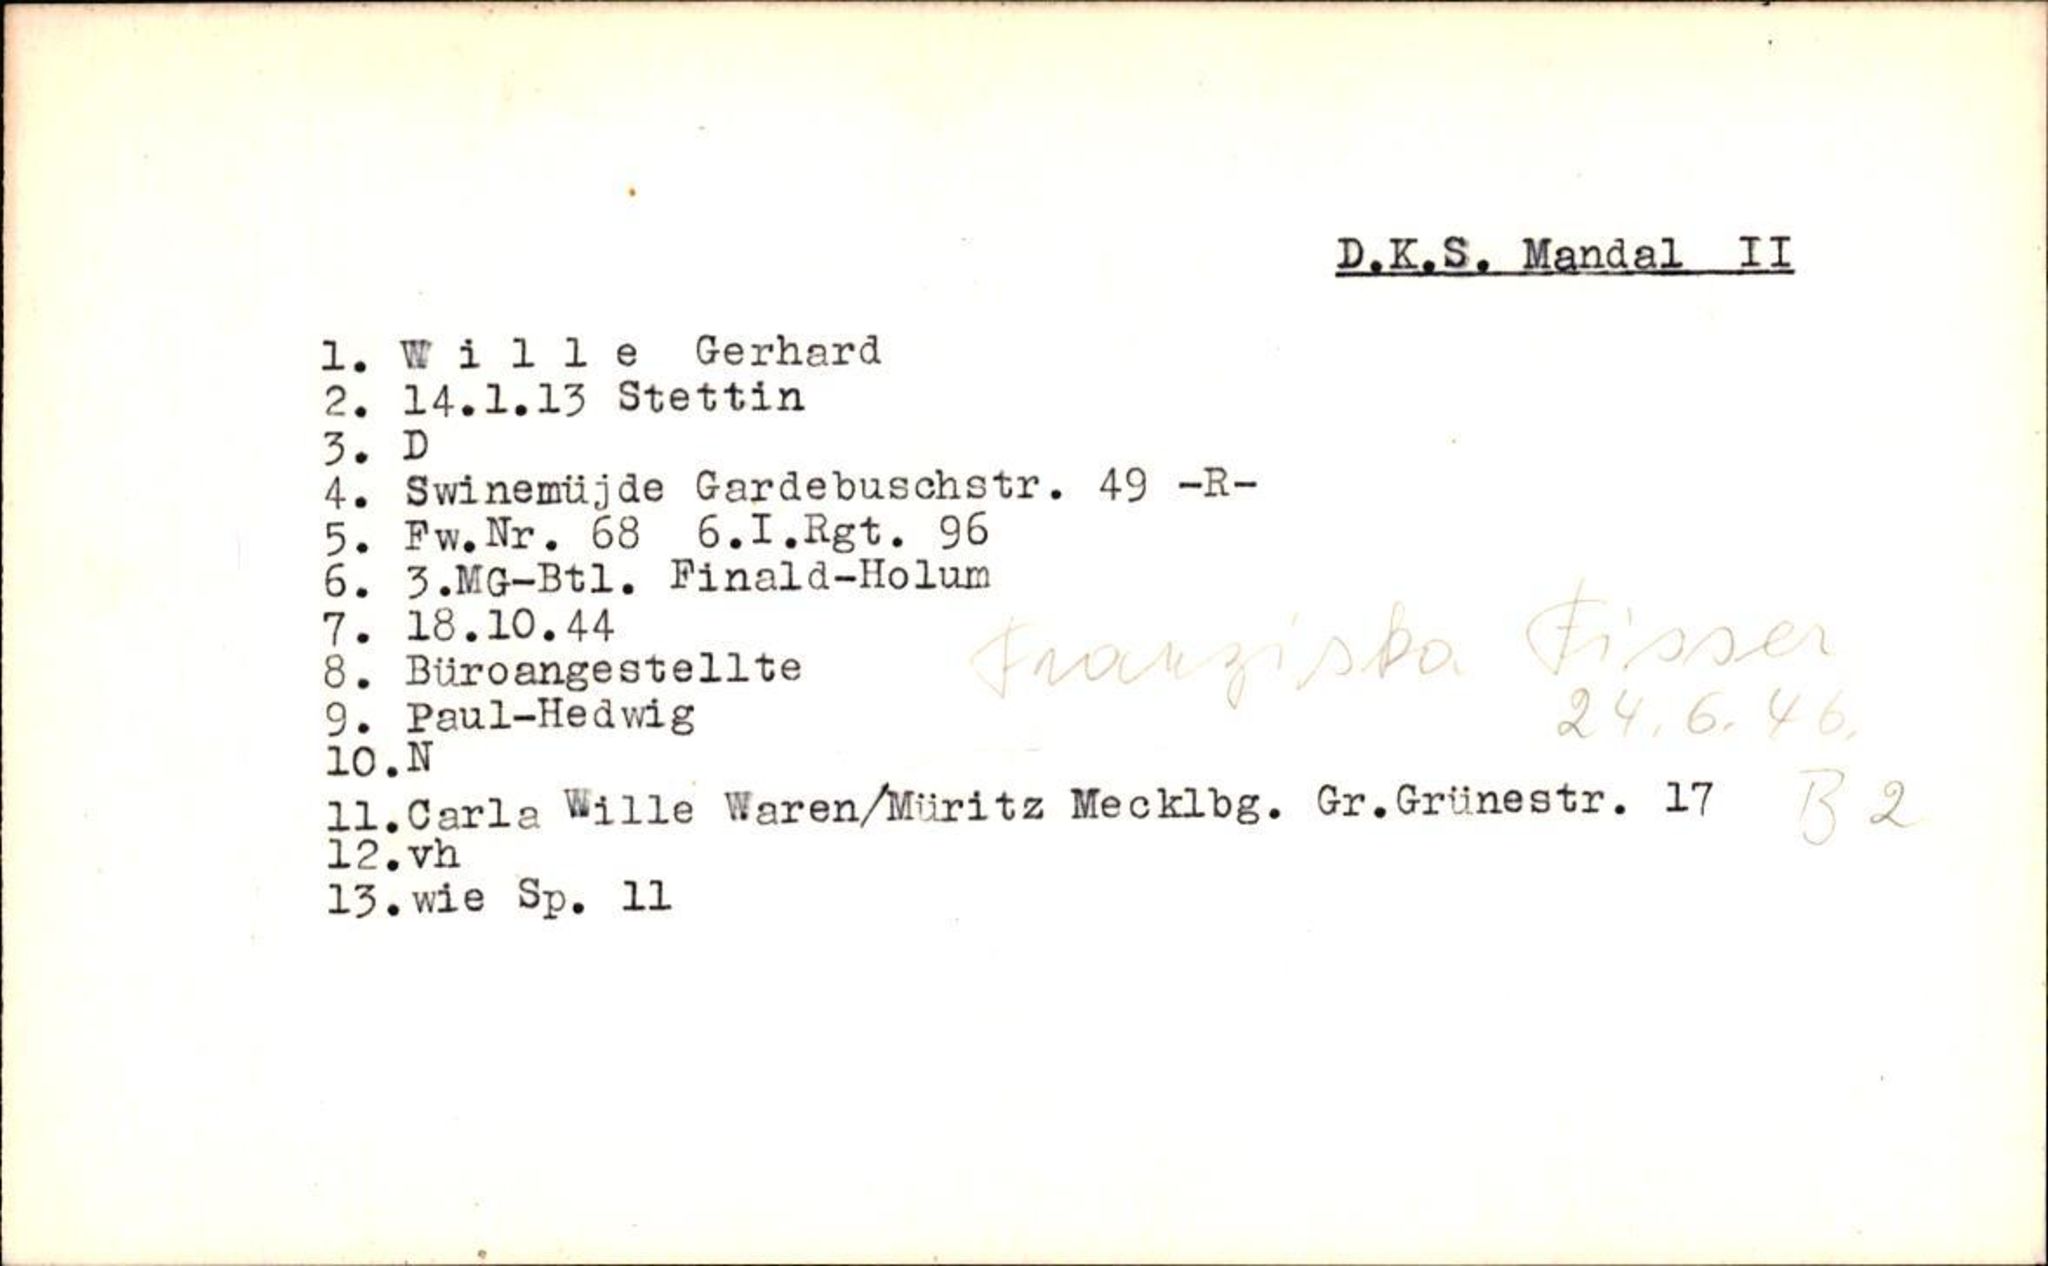 D.K.S. Mandal II
1. W i l l e Gerhard
2. 14.1.13 Stettin
3. D
4. Swinemüjde Gardebuschstr. 49 -R-
5. Fw.Nr. 68 6.I.Rgt. 96
6. 3.MG-Btl. Finald-Holum
7. 18.10.44
8. Büroangestellte
Franziska Fisser
9. Paul-Hedwig
24.6.46.
10.N
11.Carla Wille Waren/Müritz Mecklbg. Gr.Grünestr. 17 B 2
12.vh
13.wie Sp. 11